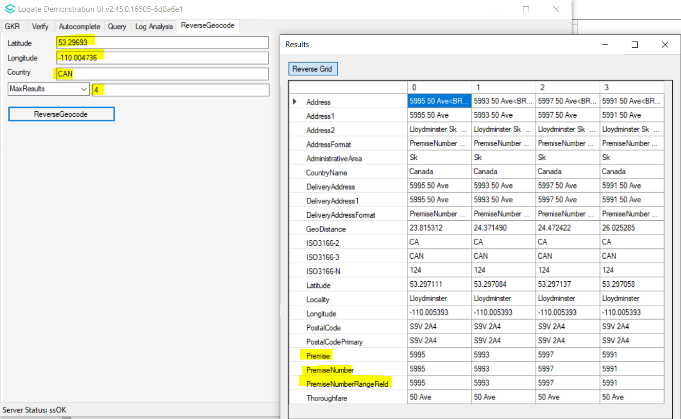 Loqate Demonstration UI v2.45.0.16505-6d8a6e1
GKR Verify Autocomplete Query Log Analysis ReverseGeocode
Latitude 53.29693
Longitude -110.004736
Country CAN
MaxResults 4
ReverseGeocode
Server Status: ssOK
Results
Reverse Grid
0 1 2 3
Address 5995 50 Ave<BR... 5993 50 Ave<BR... 5997 50 Ave<BR... 5991 50 Ave<BR...
Address1 5995 50 Ave 5993 50 Ave 5997 50 Ave 5991 50 Ave
Address2 Lloydminster Sk ... Lloydminster Sk ... Lloydminster Sk ... Lloydminster Sk ...
AddressFormat PremiseNumber ... PremiseNumber ... PremiseNumber ... PremiseNumber ...
AdministrativeArea Sk Sk Sk Sk
CountryName Canada Canada Canada Canada
DeliveryAddress 5995 50 Ave 5993 50 Ave 5997 50 Ave 5991 50 Ave
DeliveryAddress1 5995 50 Ave 5993 50 Ave 5997 50 Ave 5991 50 Ave
DeliveryAddressFormat PremiseNumber ... PremiseNumber ... PremiseNumber ... PremiseNumber ...
GeoDistance 23.815312 24.371490 24.472422 26.025285
ISO3166-2 CA CA CA CA
ISO3166-3 CAN CAN CAN CAN
ISO3166-N 124 124 124 124
Latitude 53.297111 53.297084 53.297137 53.297058
Locality Lloydminster Lloydminster Lloydminster Lloydminster
Longitude -110.005393 -110.005393 -110.005393 -110.005393
PostalCode S9V 2A4 S9V 2A4 S9V 2A4 S9V 2A4
PostalCodePrimary S9V 2A4 S9V 2A4 S9V 2A4 S9V 2A4
Premise 5995 5993 5997 5991
PremiseNumber 5995 5993 5997 5991
PremiseNumberRangeField 5995 5993 5997 5991
Thoroughfare 50 Ave 50 Ave 50 Ave 50 Ave